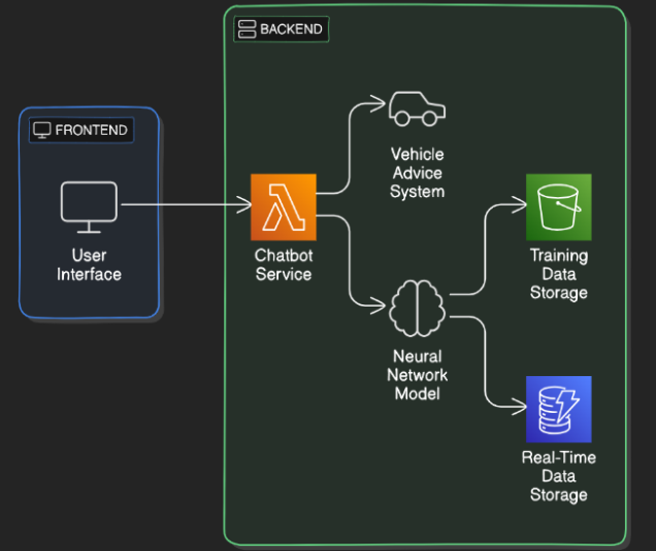 BACKEND
FRONTEND
User
Interface
Chatbot
Service
Vehicle
Advice
System
Neural
Network
Model
Training
Data
Storage
Real-Time
Data
Storage